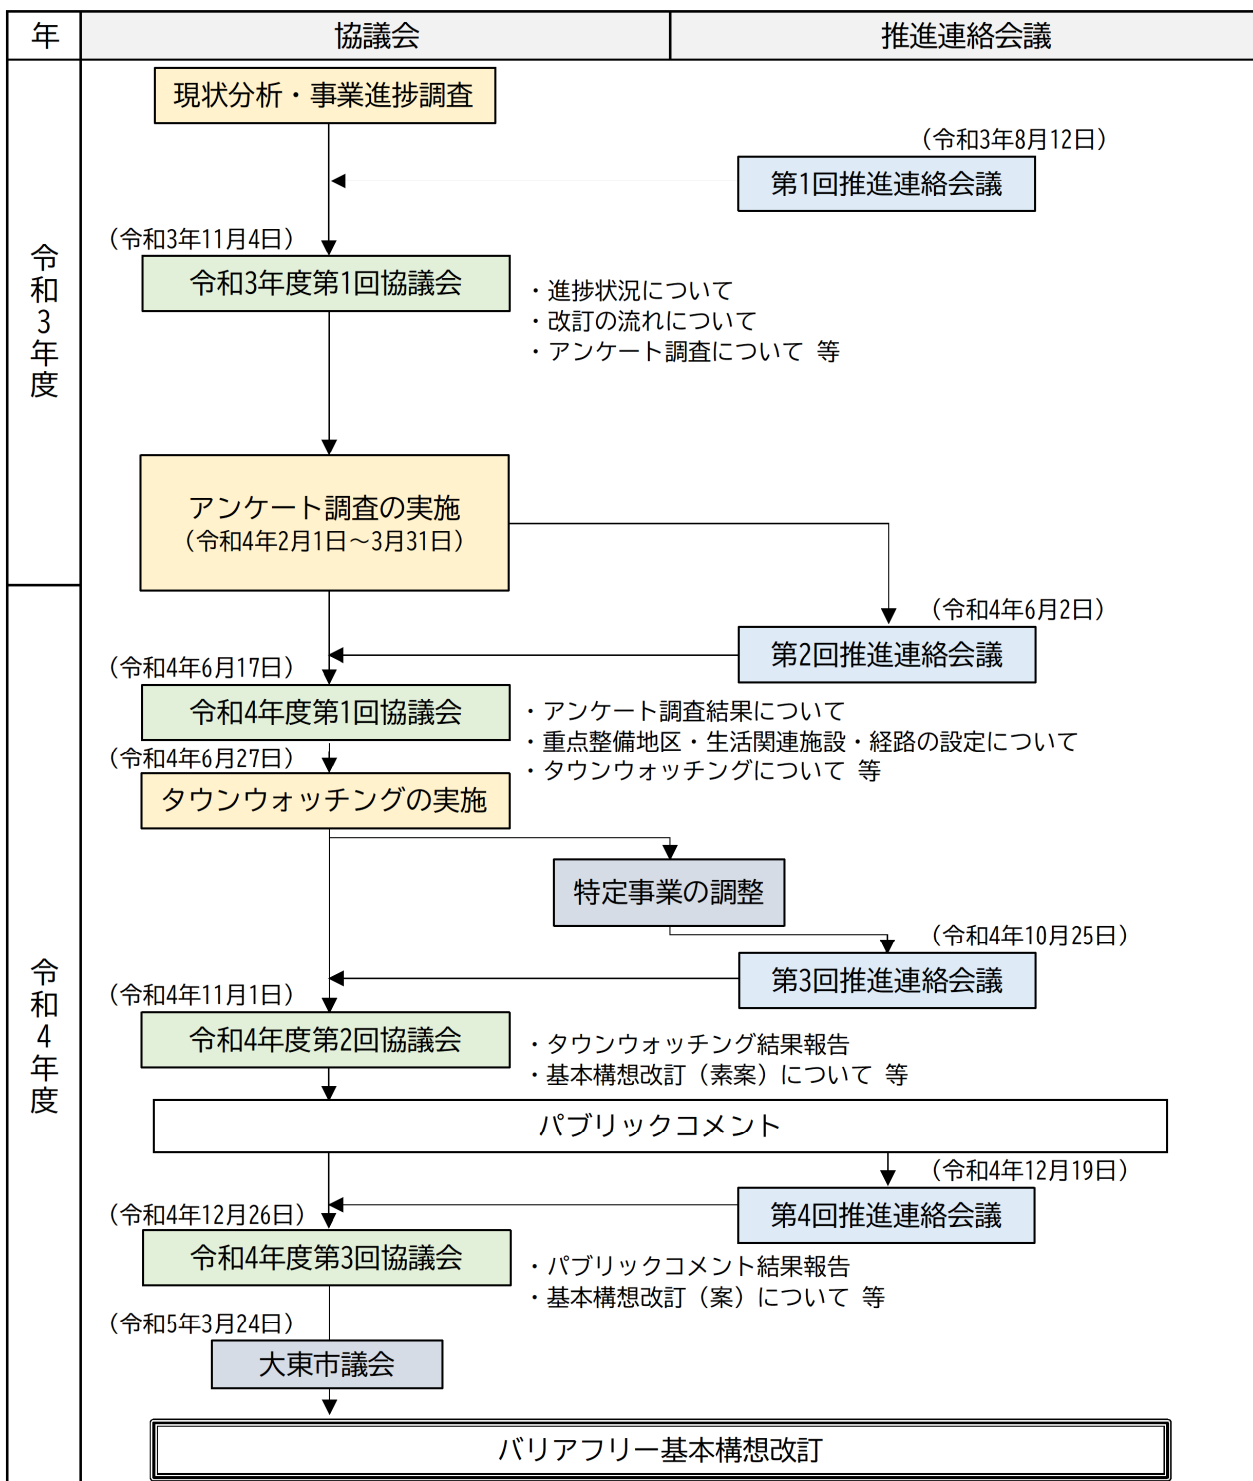 年
協議会
推進連絡会議
令和3年度
現状分析・事業進捗調査
（令和3年8月12日）
第1回推進連絡会議
（令和3年11月4日）
令和3年度第1回協議会
・進捗状況について
・改訂の流れについて
・アンケート調査について 等
アンケート調査の実施
（令和4年2月1日～3月31日）
令和4年度
（令和4年6月2日）
第2回推進連絡会議
（令和4年6月17日）
令和4年度第1回協議会
・アンケート調査結果について
・重点整備地区・生活関連施設・経路の設定について
・タウンウォッチングについて 等
（令和4年6月27日）
タウンウォッチングの実施
特定事業の調整
（令和4年10月25日）
第3回推進連絡会議
（令和4年11月1日）
令和4年度第2回協議会
・タウンウォッチング結果報告
・基本構想改訂（素案）について 等
パブリックコメント
（令和4年12月19日）
第4回推進連絡会議
（令和4年12月26日）
令和4年度第3回協議会
・パブリックコメント結果報告
・基本構想改訂（案）について 等
（令和5年3月24日）
大東市議会
バリアフリー基本構想改訂